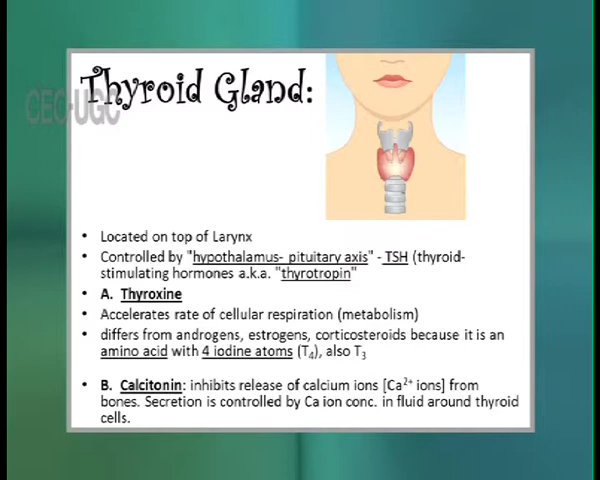 Thyroid Gland:
CEC-UGC
• Located on top of Larynx
• Controlled by "hypothalamus- pituitary axis" - TSH (thyroid-
stimulating hormones a.k.a. "thyrotropin"
• A. Thyroxine
• Accelerates rate of cellular respiration (metabolism)
• differs from androgens, estrogens, corticosteroids because it is an
amino acid with 4 iodine atoms (T₄), also T₃
• B. Calcitonin: inhibits release of calcium ions [Ca²⁺ ions] from
bones. Secretion is controlled by Ca ion conc. in fluid around thyroid
cells.